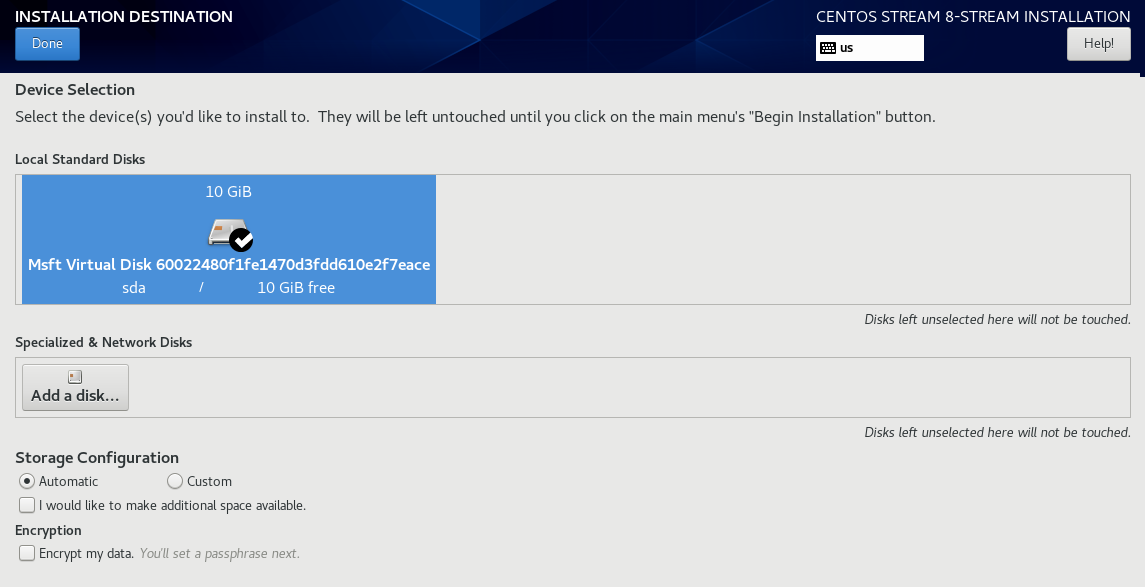 INSTALLATION DESTINATION
CENTOS STREAM 8-STREAM INSTALLATION
Done
us
Help!
Device Selection
Select the device(s) you'd like to install to.  They will be left untouched until you click on the main menu's "Begin Installation" button.
Local Standard Disks
10 GiB
Msft Virtual Disk 60022480f1fe1470d3fdd610e2f7eace
sda / 10 GiB free
Disks left unselected here will not be touched.
Specialized & Network Disks
Add a disk...
Disks left unselected here will not be touched.
Storage Configuration
Automatic Custom
I would like to make additional space available.
Encryption
Encrypt my data. You'll set a passphrase next.